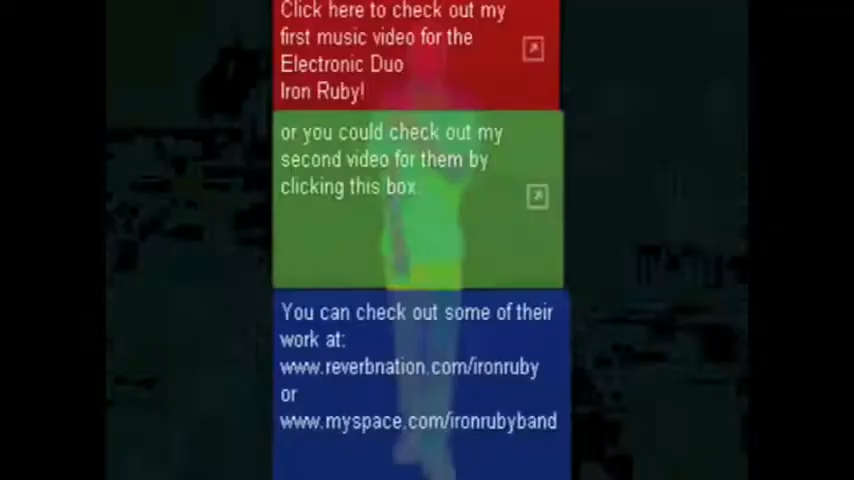 Click here to check out my
first music video for the
Electronic Duo
Iron Ruby!
or you could check out my
second video for them by
clicking this box.
You can check out some of their
work at:
www.reverbnation.com/ironruby
or
www.myspace.com/ironrubyband